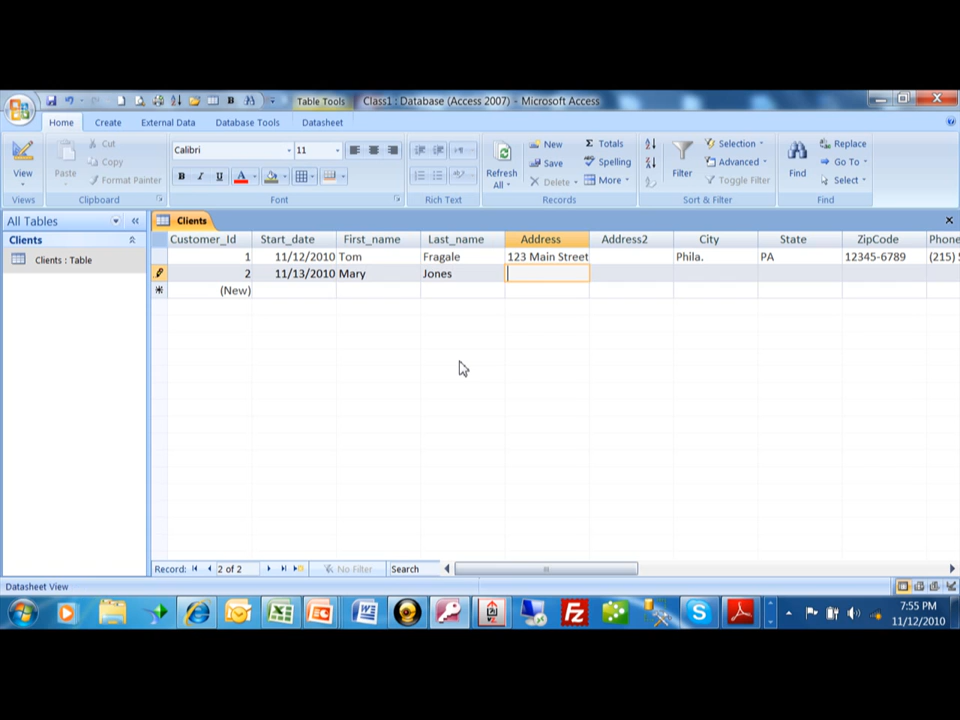 Table Tools Class1 : Database (Access 2007) - Microsoft Access
Home Create External Data Database Tools Datasheet
View Paste Cut Copy Format Painter Calibri 11 B I U A Refresh All New Save Delete Totals Spelling More Filter Selection Advanced Toggle Filter Find Replace Go To Select
Views Clipboard Font Rich Text Records Sort & Filter Find
All Tables Clients
Clients
Clients : Table
Customer_Id Start_date First_name Last_name Address Address2 City State ZipCode Phone
1 11/12/2010 Tom Fragale 123 Main Street Phila. PA 12345-6789 (215)
2 11/13/2010 Mary Jones
(New)
Record: 2 of 2 No Filter Search
Datasheet View
7:55 PM
11/12/2010